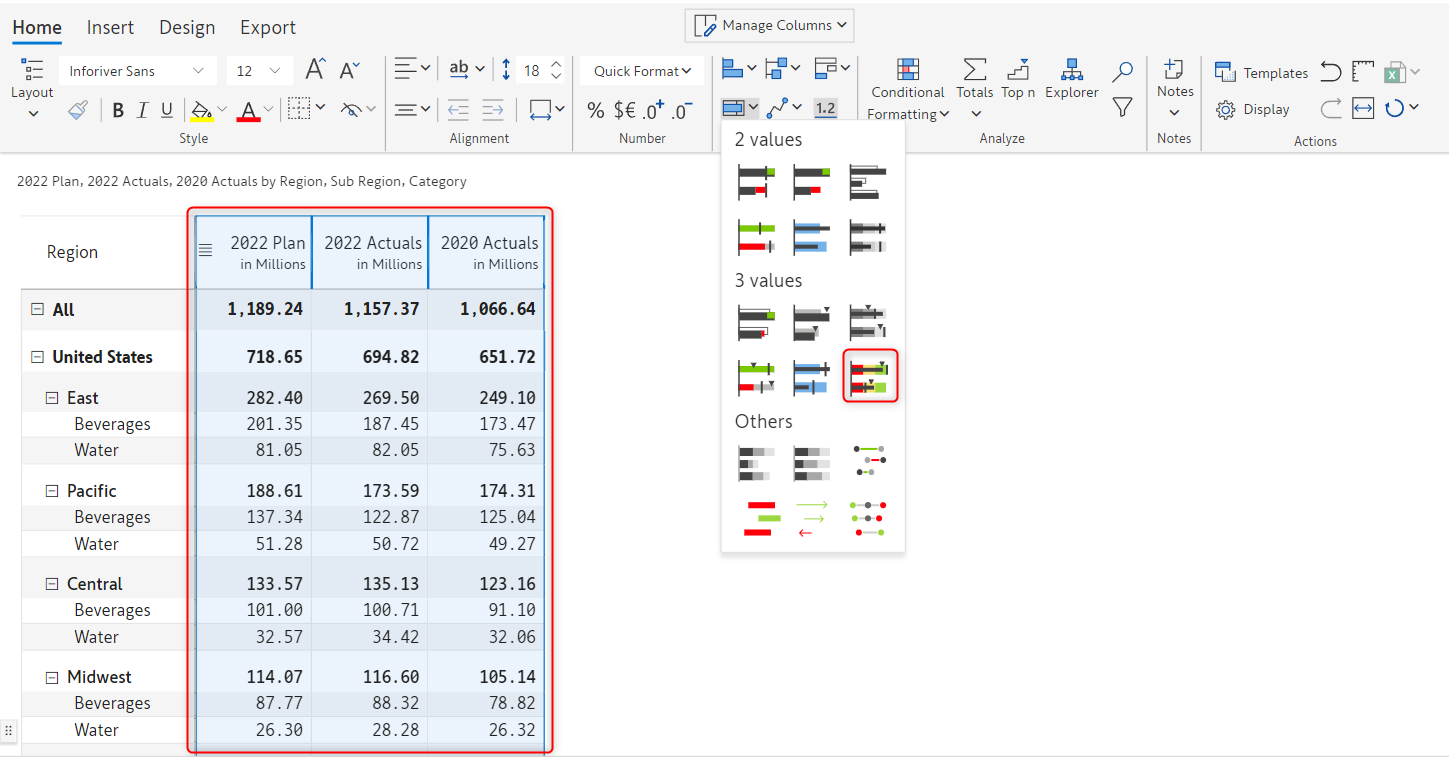 Home Insert Design Export
Manage Columns
Layout
Inforiver Sans 12
B I U A
Style
ab 18
Alignment
Quick Format
% $€ .0+ .0-
Number
1.2
Conditional Formatting
Totals
Top n
Explorer
Analyze
Notes
Notes
Templates
Display
Actions
2 values
3 values
Others
2022 Plan, 2022 Actuals, 2020 Actuals by Region, Sub Region, Category
Region 2022 Plan 2022 Actuals 2020 Actuals
in Millions in Millions in Millions
All 1,189.24 1,157.37 1,066.64
United States 718.65 694.82 651.72
East 282.40 269.50 249.10
Beverages 201.35 187.45 173.47
Water 81.05 82.05 75.63
Pacific 188.61 173.59 174.31
Beverages 137.34 122.87 125.04
Water 51.28 50.72 49.27
Central 133.57 135.13 123.16
Beverages 101.00 100.71 91.10
Water 32.57 34.42 32.06
Midwest 114.07 116.60 105.14
Beverages 87.77 88.32 78.82
Water 26.30 28.28 26.32